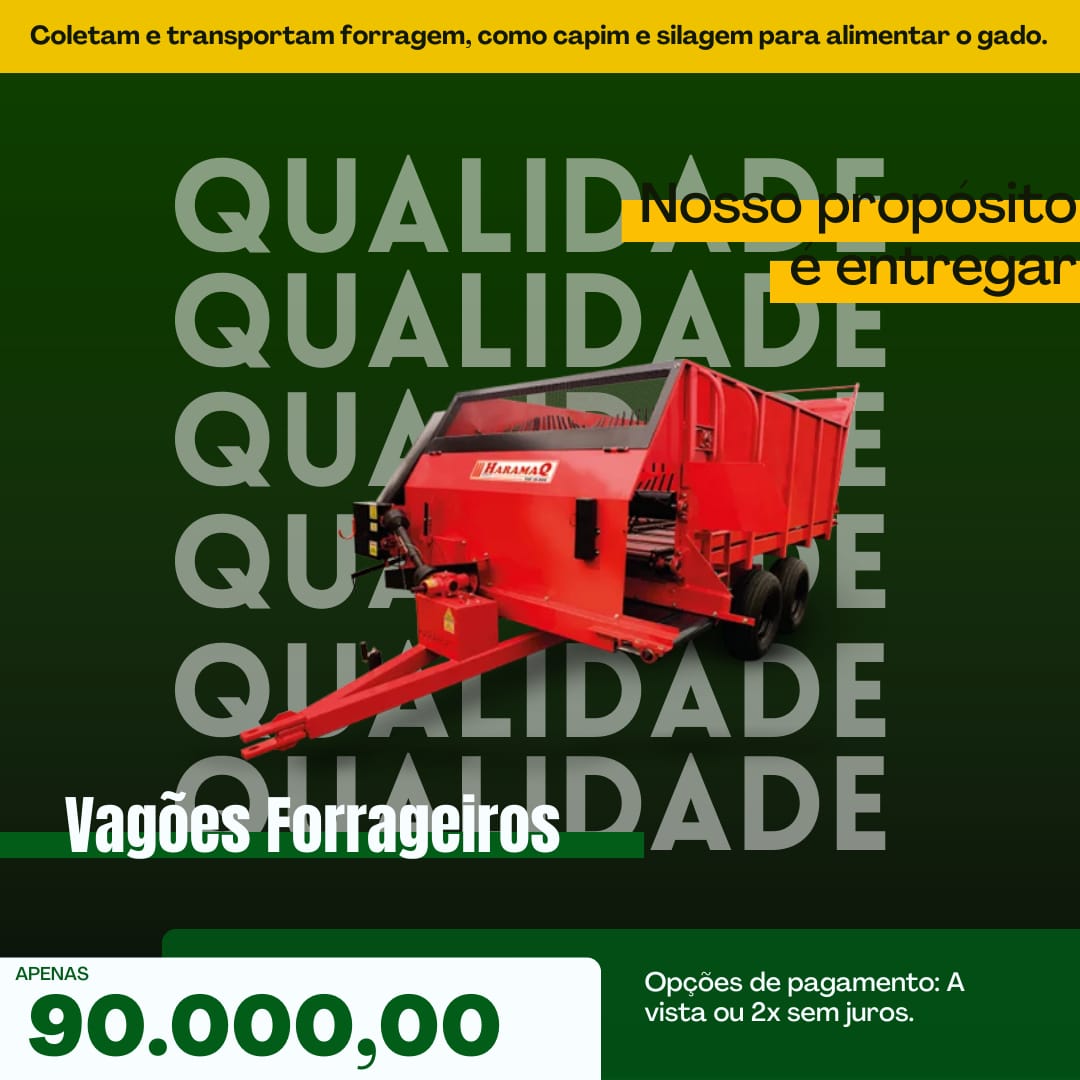 Coletam e transportam forragem, como capim e silagem para alimentar o gado.
QUALIDADE
Nosso propósito
é entregar
QUALIDADE
QUALIDADE
HARAMAQ
QUALIDADE
QUALIDADE
QUALIDADE
Vagões Forrageiros
APENAS
90.000,00
Opções de pagamento: A
vista ou 2x sem juros.